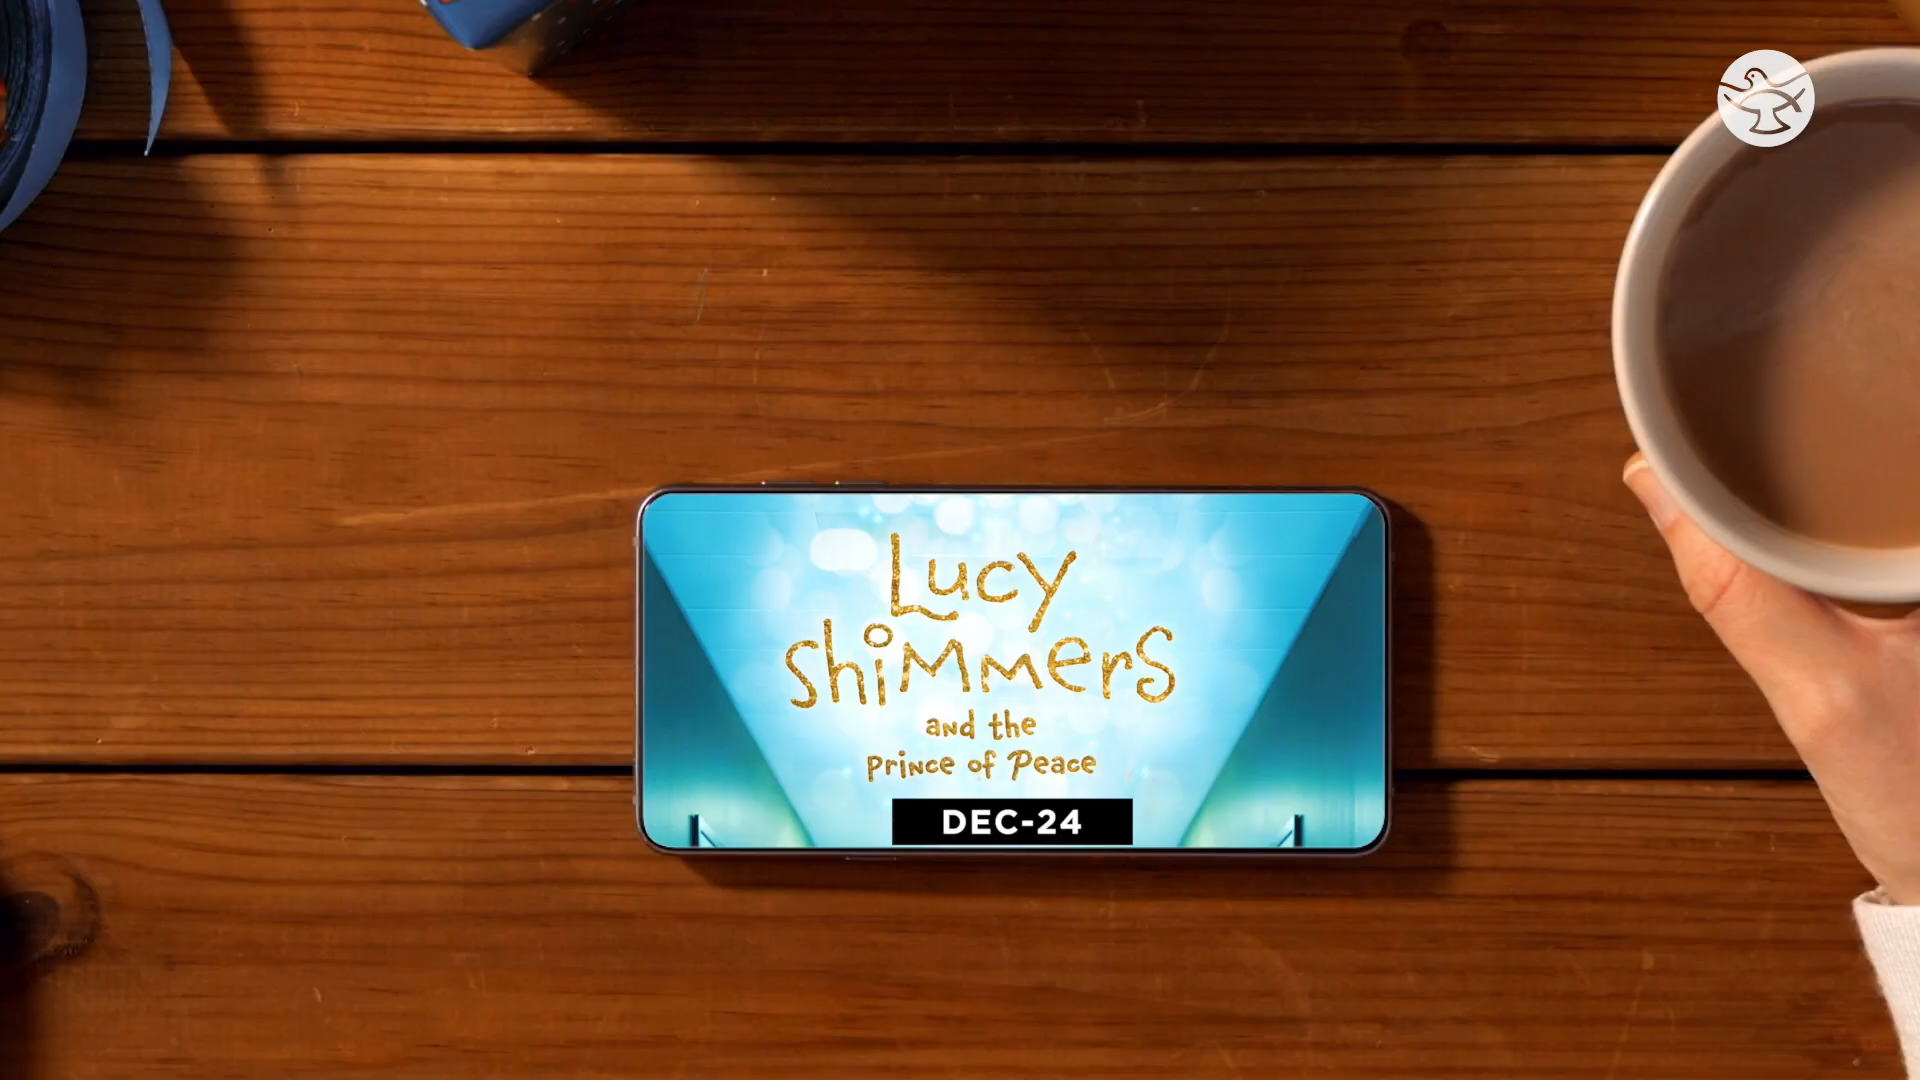 Lucy
Shimmers
and the
Prince of Peace
DEC-24